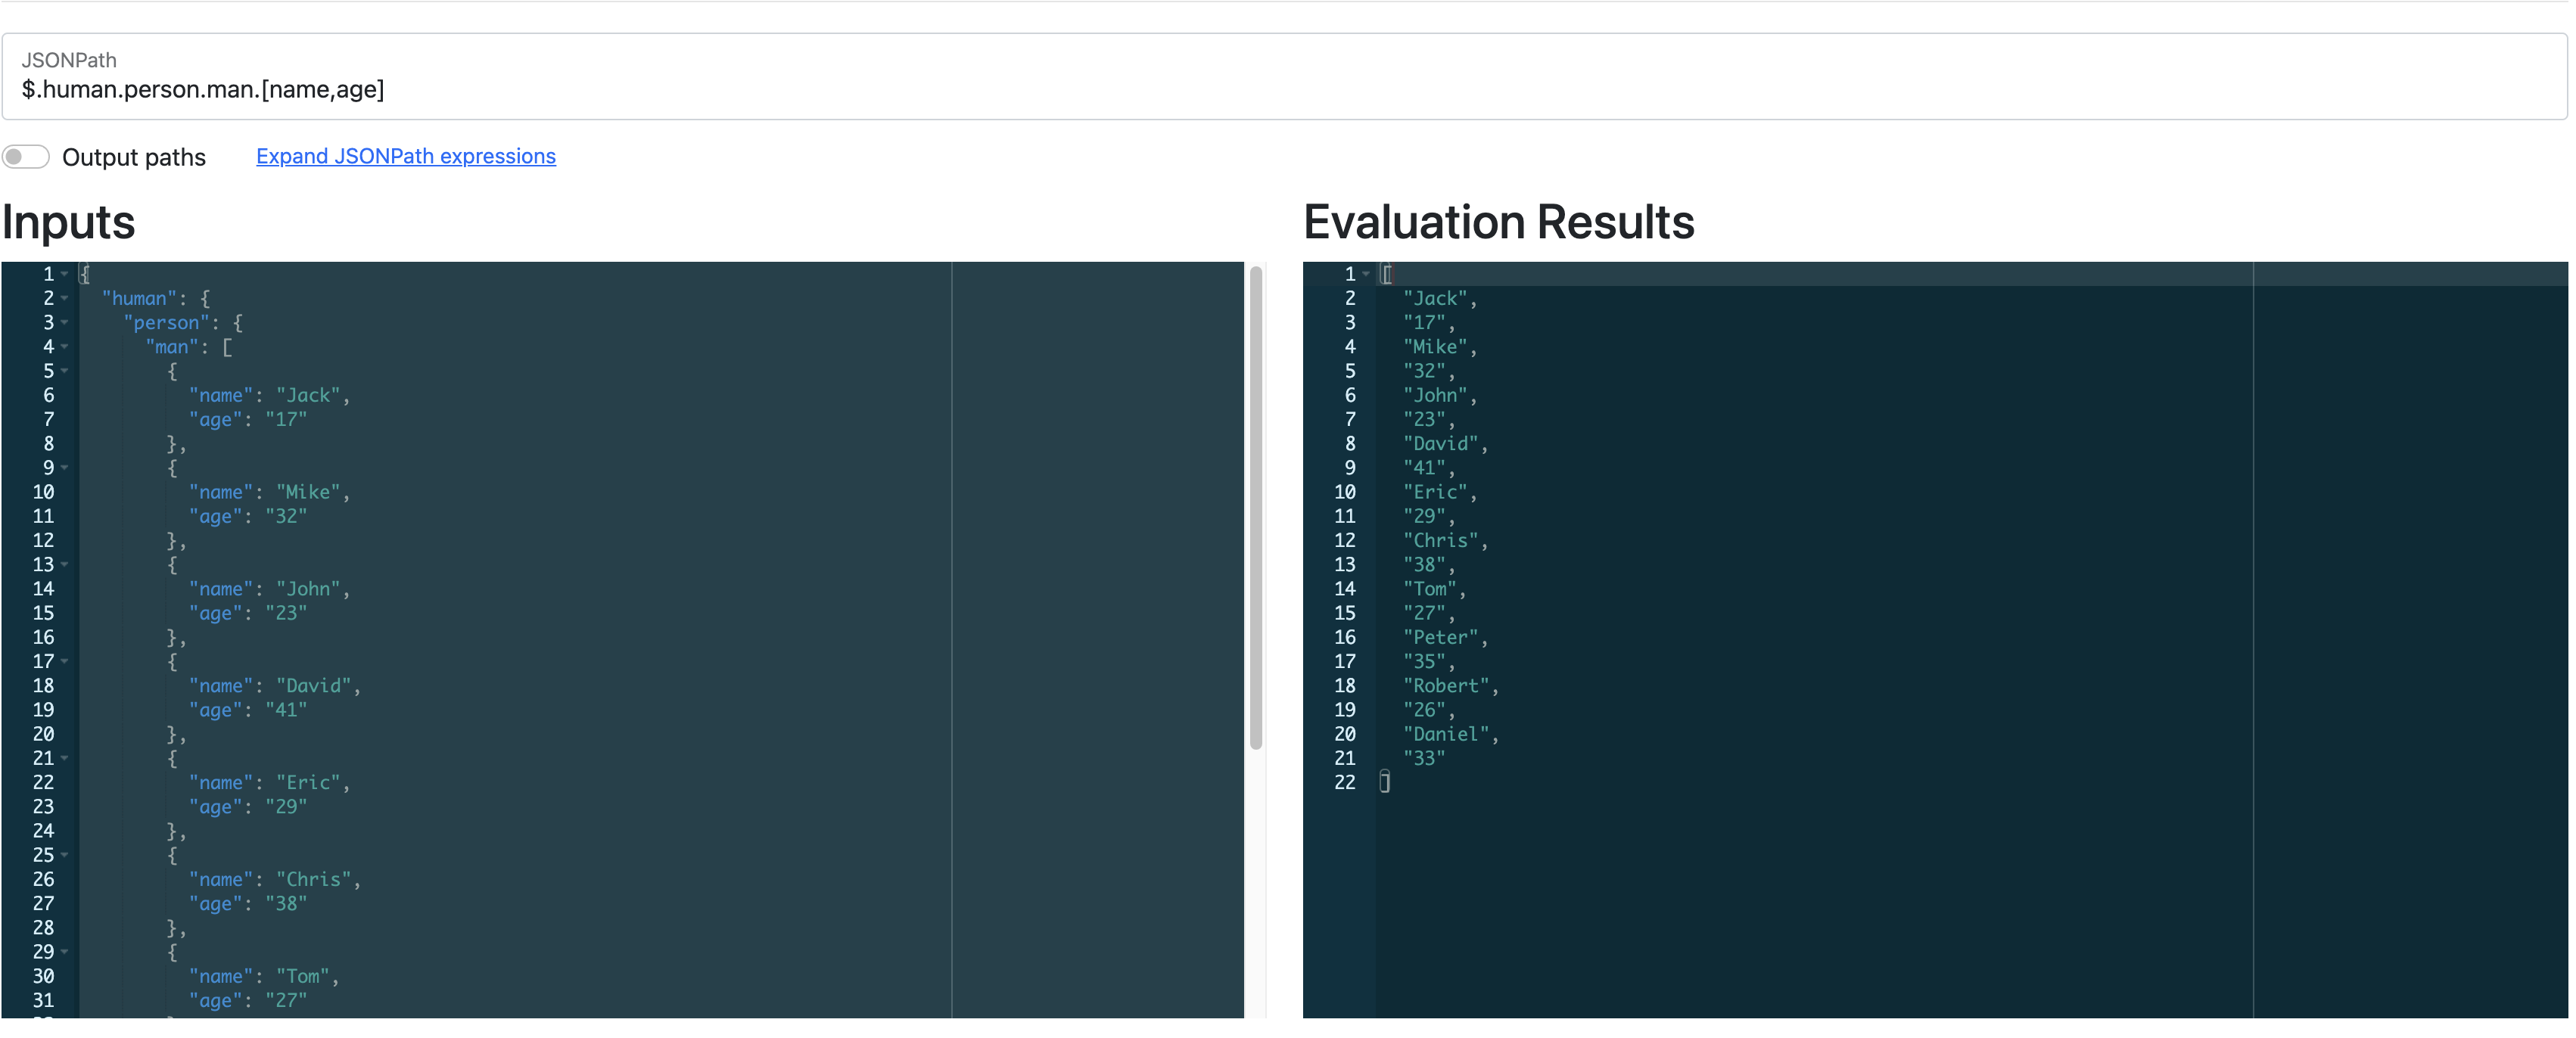 JSONPath
$.human.person.man.[name,age]
Output paths
Expand JSONPath expressions
Inputs
1 {
2 "human": {
3 "person": {
4 "man": [
5 {
6 "name": "Jack",
7 "age": "17"
8 },
9 {
10 "name": "Mike",
11 "age": "32"
12 },
13 {
14 "name": "John",
15 "age": "23"
16 },
17 {
18 "name": "David",
19 "age": "41"
20 },
21 {
22 "name": "Eric",
23 "age": "29"
24 },
25 {
26 "name": "Chris",
27 "age": "38"
28 },
29 {
30 "name": "Tom",
31 "age": "27"
Evaluation Results
1 [
2 "Jack",
3 "17",
4 "Mike",
5 "32",
6 "John",
7 "23",
8 "David",
9 "41",
10 "Eric",
11 "29",
12 "Chris",
13 "38",
14 "Tom",
15 "27",
16 "Peter",
17 "35",
18 "Robert",
19 "26",
20 "Daniel",
21 "33"
22 ]